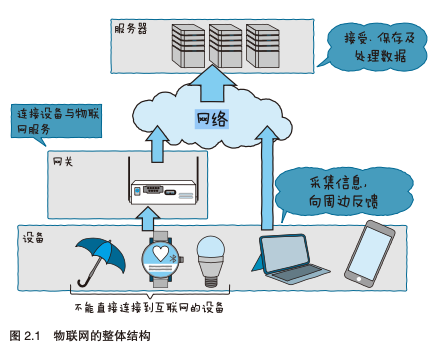 服务器
接受、保存及
处理数据
网络
连接设备与物联
网服务
网关
采集信息，
向周边反馈
设备
不能直接连接到互联网的设备
图 2.1 物联网的整体结构